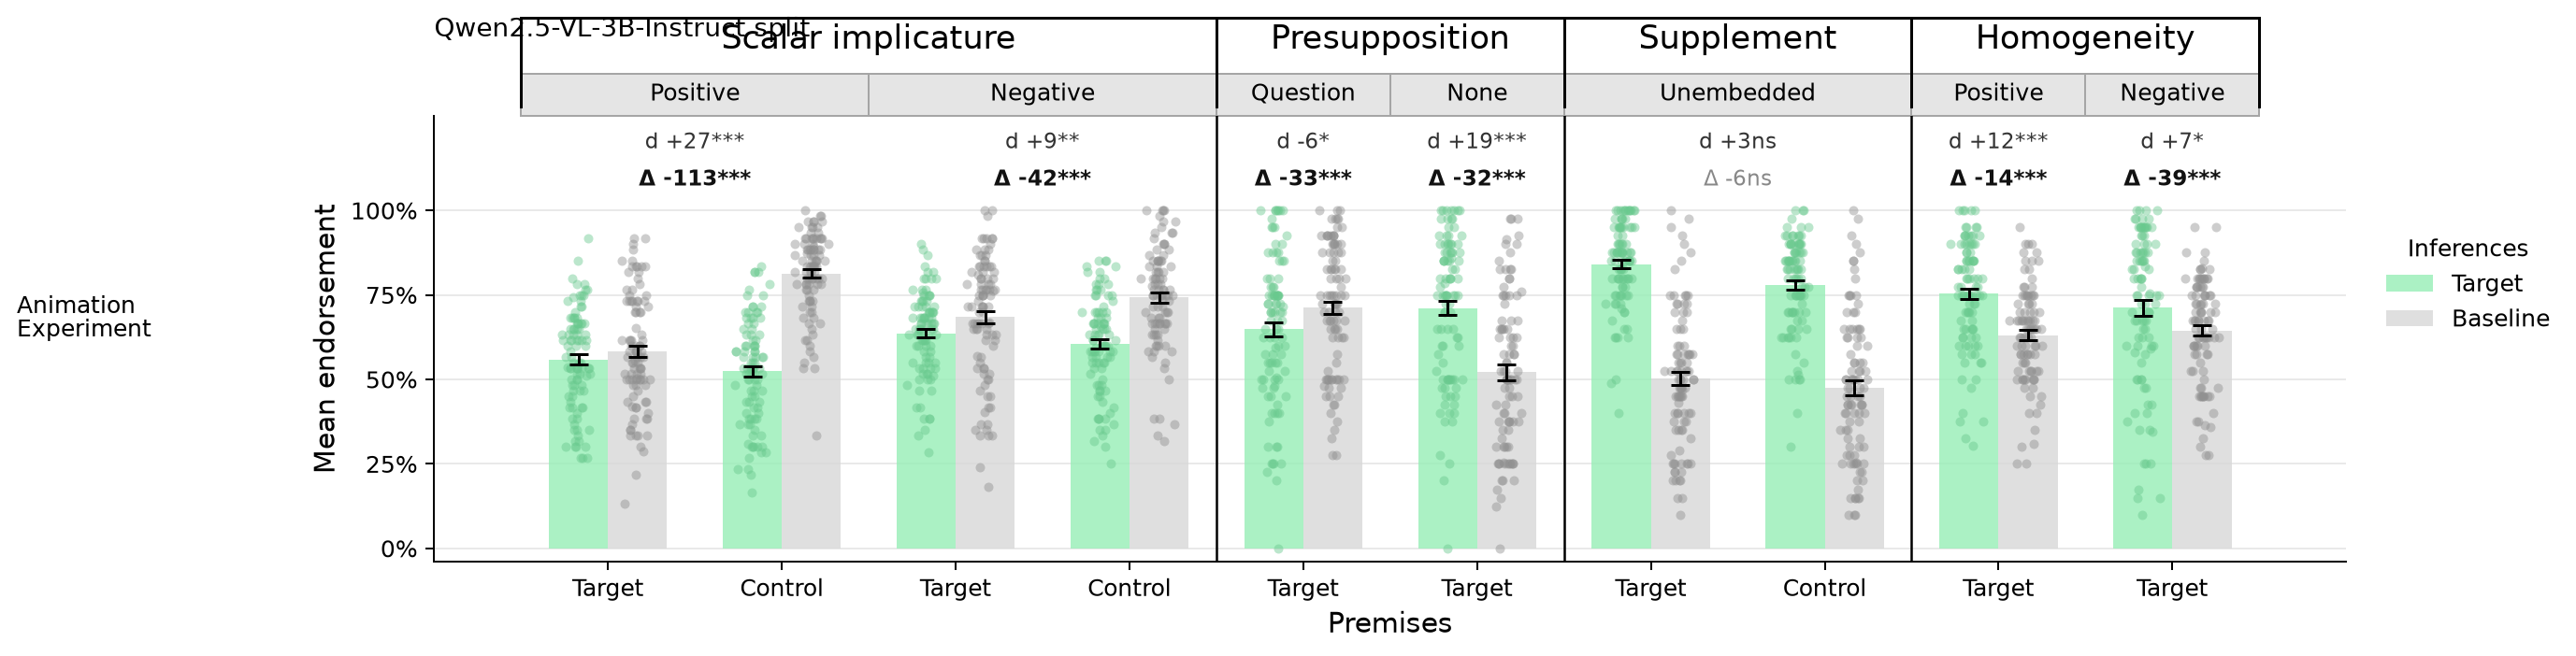 Qwen2.5-VL-3B-Instruct split
Scalar implicature Presupposition Supplement Homogeneity
Positive Negative Question None Unembedded Positive Negative
d +27*** d +9** d -6* d +19*** d +3ns d +12*** d +7*
Δ -113*** Δ -42*** Δ -33*** Δ -32*** Δ -6ns Δ -14*** Δ -39***
Animation
Experiment
Mean endorsement
100%
75%
50%
25%
0%
Target Control Target Control Target Target Target Control Target Target
Premises
Inferences
Target
Baseline